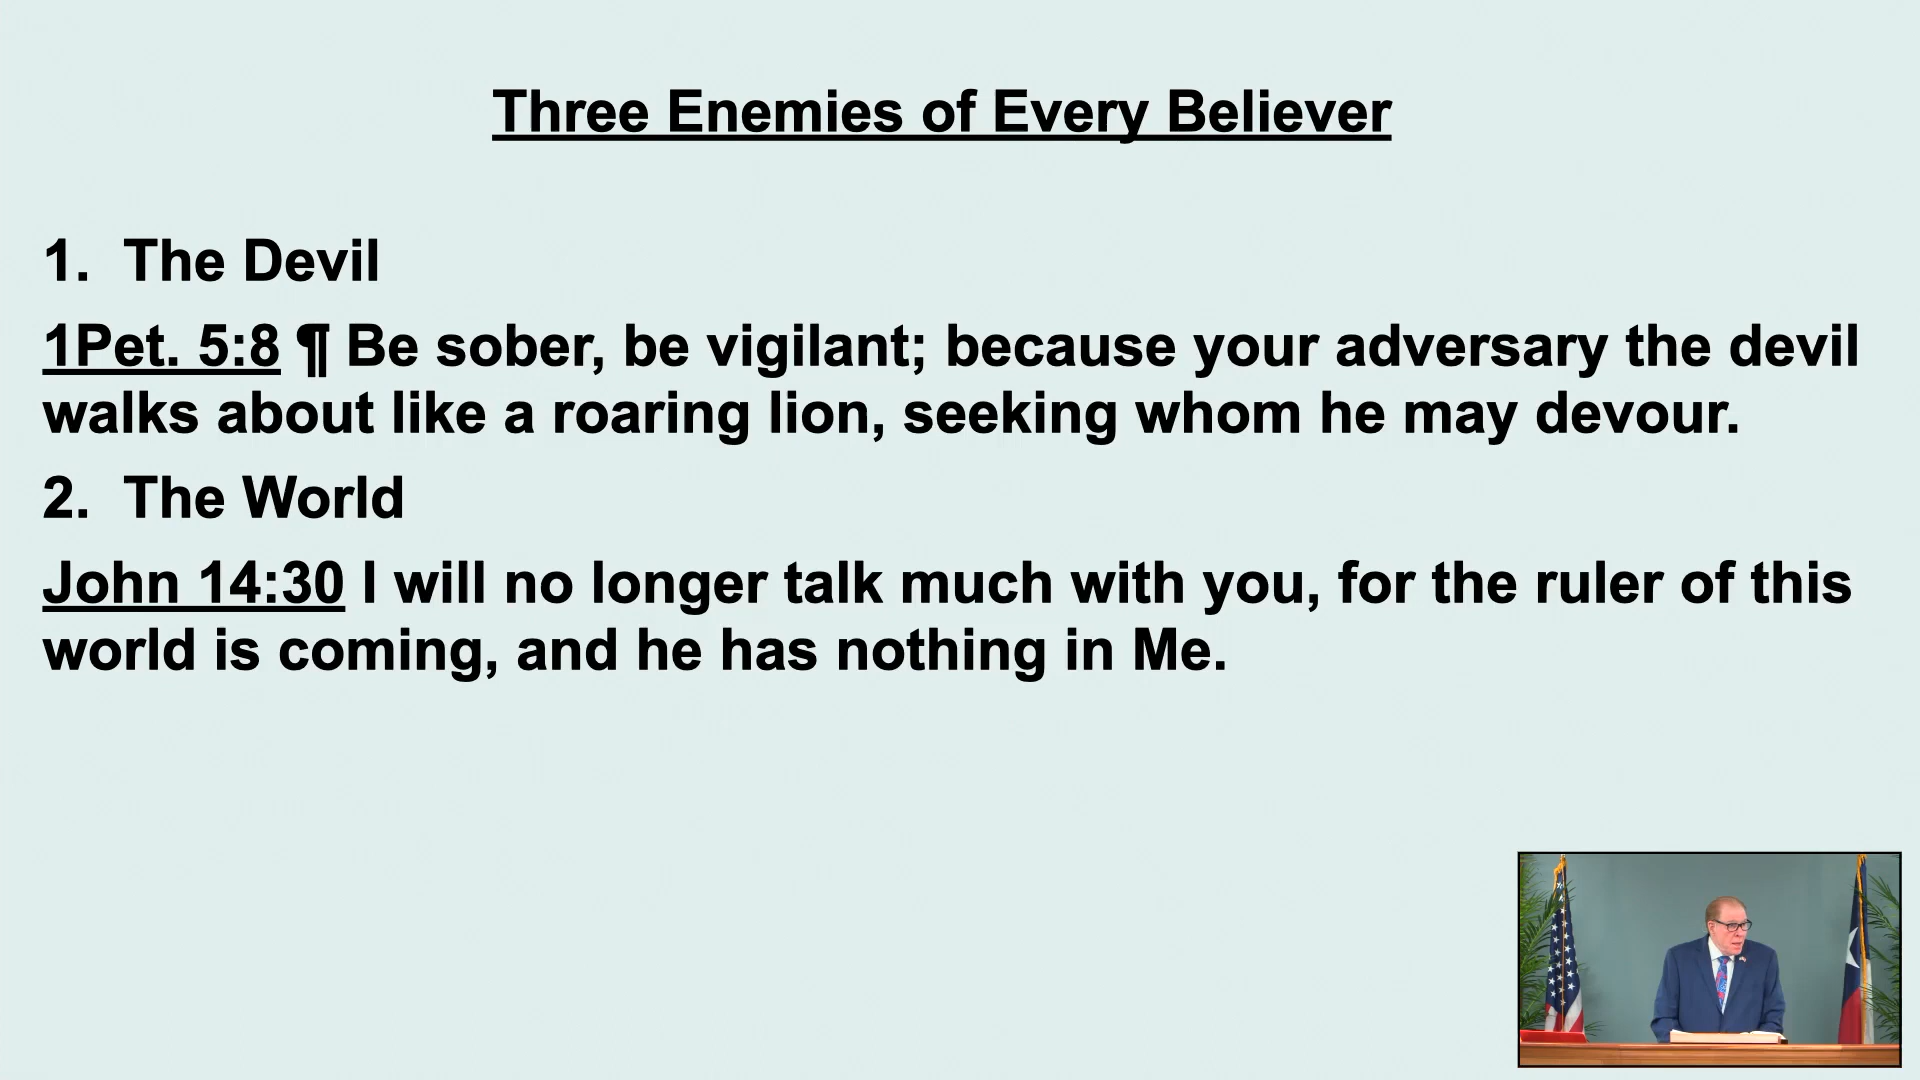 Three Enemies of Every Believer
1. The Devil
1Pet. 5:8 ¶ Be sober, be vigilant; because your adversary the devil
walks about like a roaring lion, seeking whom he may devour.
2. The World
John 14:30 I will no longer talk much with you, for the ruler of this
world is coming, and he has nothing in Me.